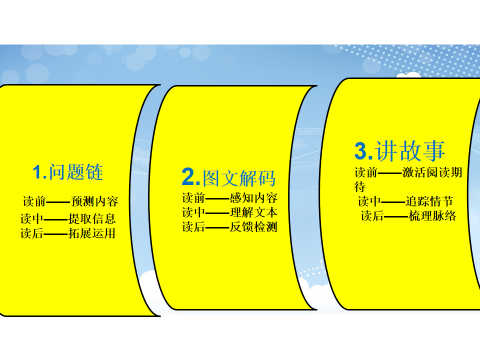 1.问题链
读前——预测内容
读中——提取信息
读后——拓展运用
2.图文解码
读前——感知内容
读中——理解文本
读后——反馈检测
3.讲故事
读前——激活阅读期
待
读中——追踪情节
读后——梳理脉络